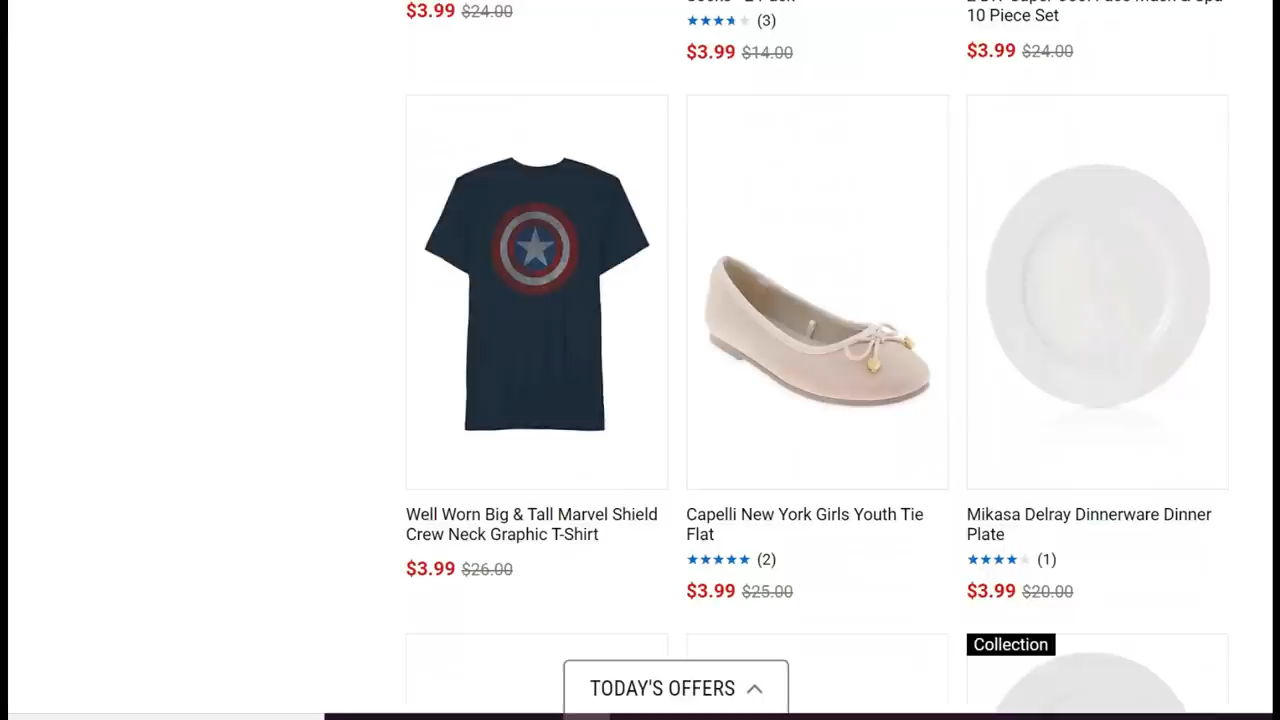 $3.99 $24.00
(3)
$3.99 $14.00
10 Piece Set
$3.99 $24.00
Well Worn Big & Tall Marvel Shield
Crew Neck Graphic T-Shirt
$3.99 $26.00
Capelli New York Girls Youth Tie
Flat
(2)
$3.99 $25.00
Mikasa Delray Dinnerware Dinner
Plate
(1)
$3.99 $20.00
Collection
TODAY'S OFFERS